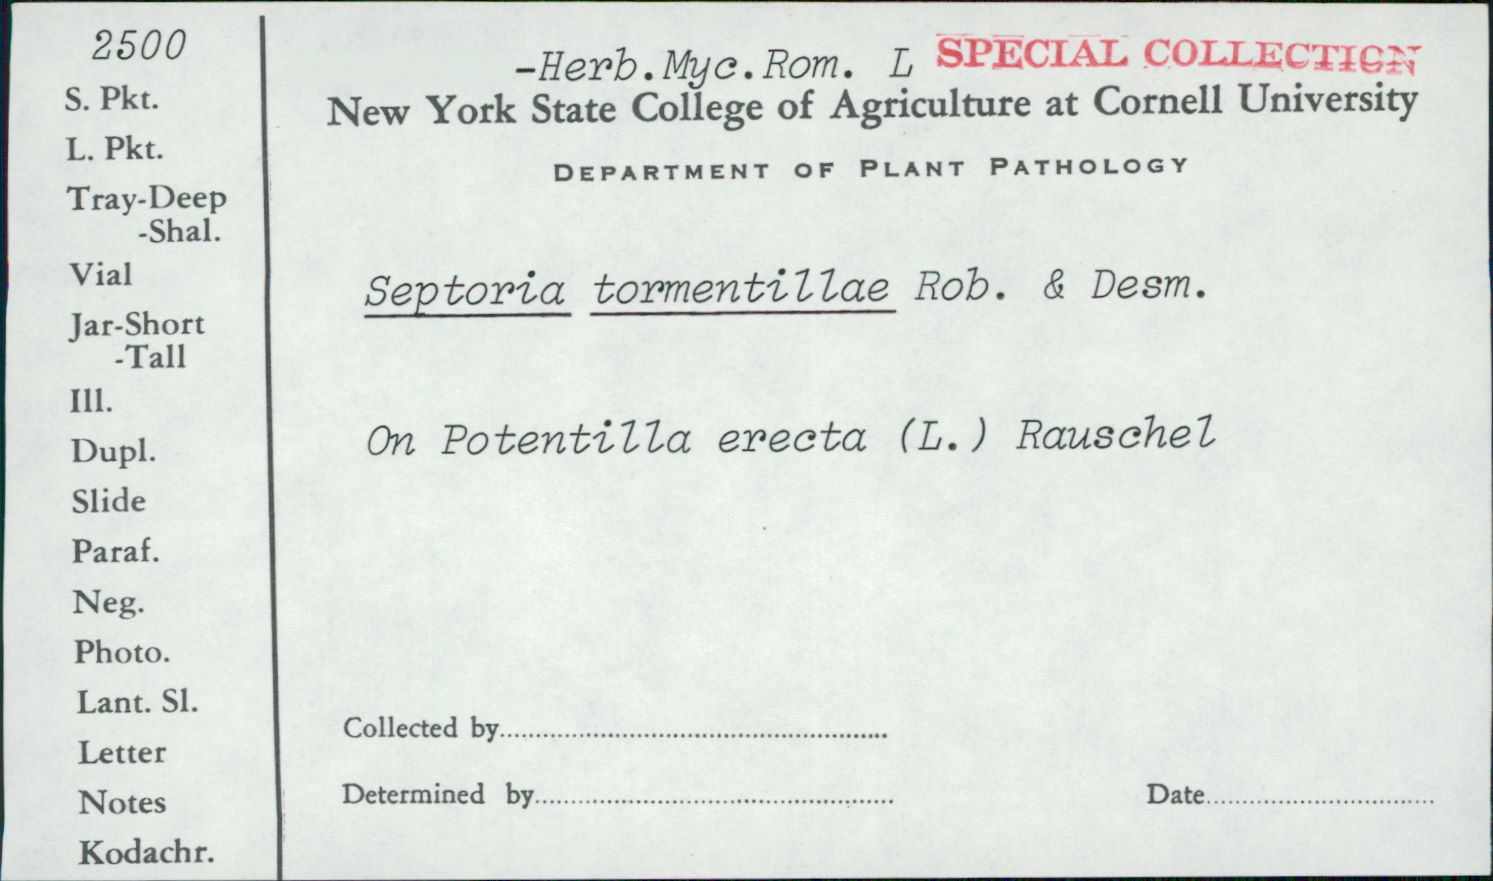 2500
S. Pkt.
L. Pkt.
Tray-Deep
-Shal.
Vial
Jar-Short
-Tall
Ill.
Dupl.
Slide
Paraf.
Neg.
Photo.
Lant. Sl.
Letter
Notes
Kodachr.
-Herb.Myc.Rom. L SPECIAL COLLECTION
New York State College of Agriculture at Cornell University
DEPARTMENT OF PLANT PATHOLOGY
Septoria tormentillae Rob. & Desm.
On Potentilla erecta (L.) Rauschel
Collected by
Determined by
Date